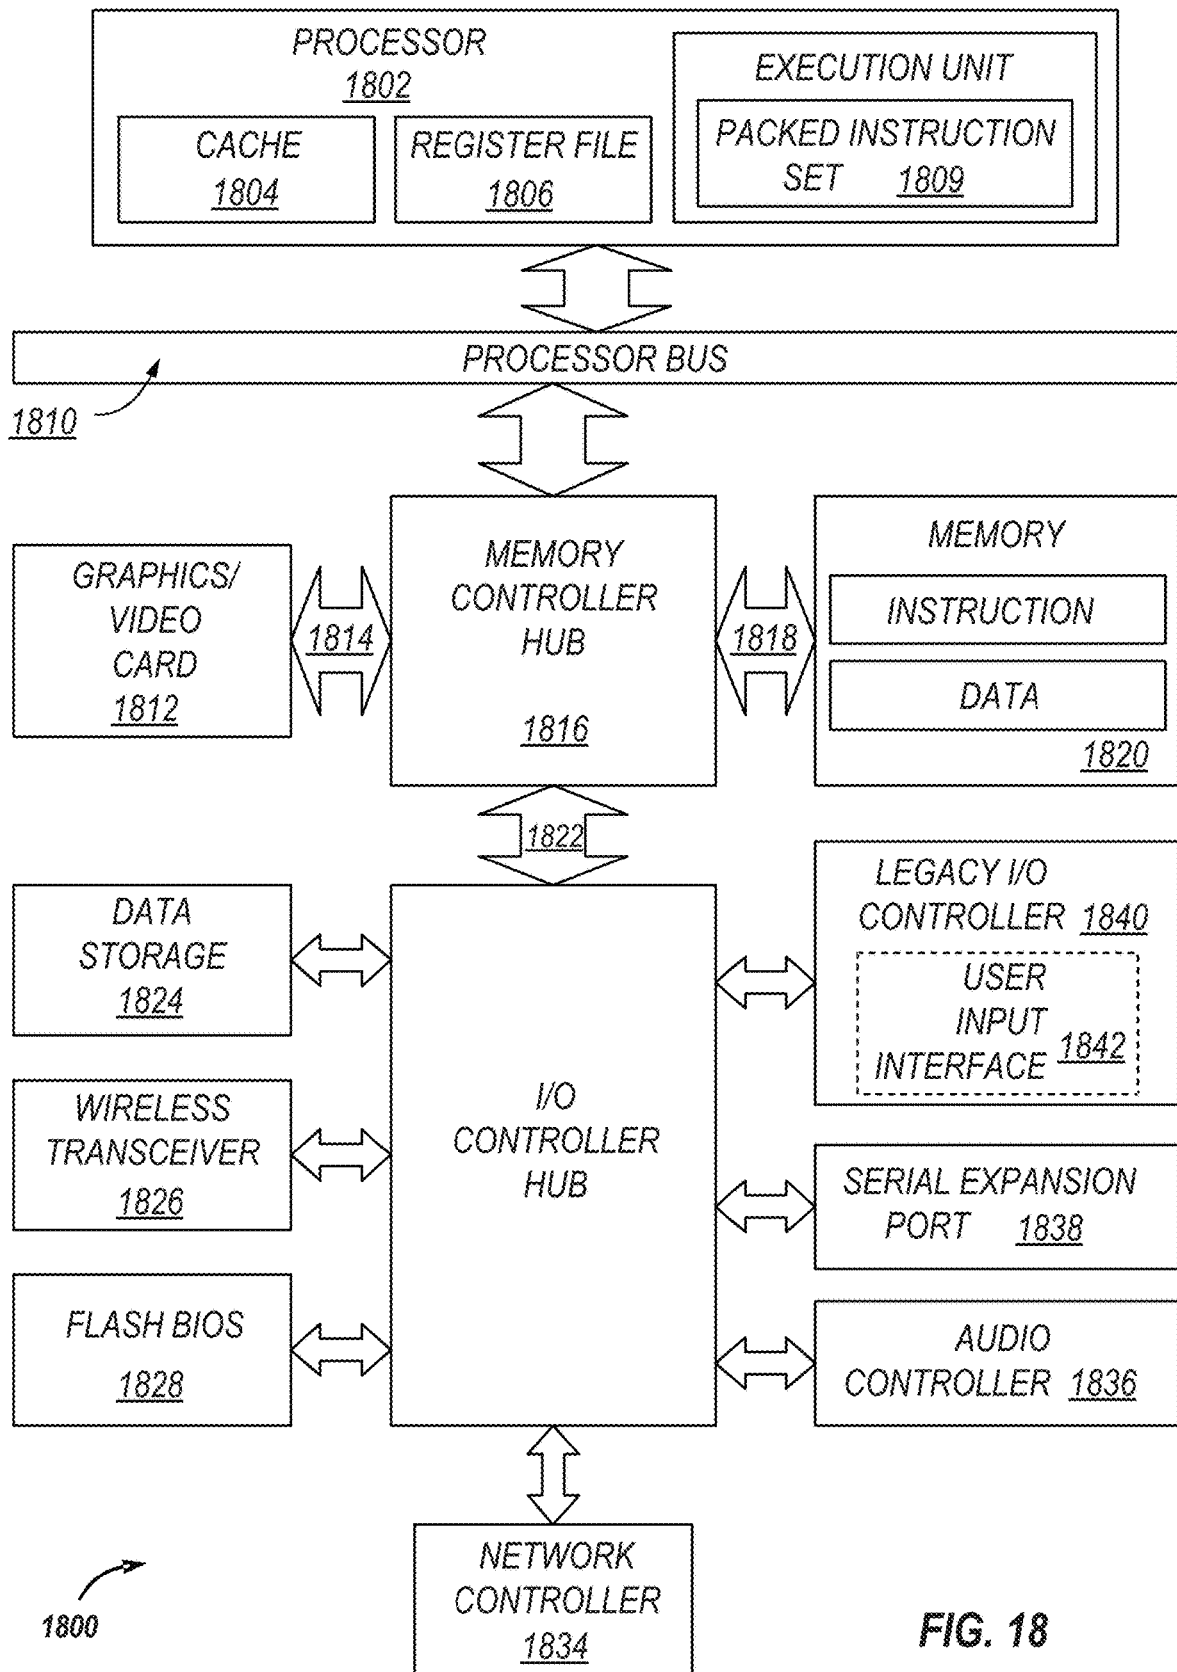 PROCESSOR
1802
CACHE
1804
REGISTER FILE
1806
EXECUTION UNIT
PACKED INSTRUCTION
SET 1809
PROCESSOR BUS
1810
GRAPHICS/
VIDEO
CARD
1812
1814
MEMORY
CONTROLLER
HUB
1816
1818
MEMORY
INSTRUCTION
DATA
1820
1822
DATA
STORAGE
1824
WIRELESS
TRANSCEIVER
1826
FLASH BIOS
1828
I/O
CONTROLLER
HUB
LEGACY I/O
CONTROLLER 1840
USER
INPUT
INTERFACE 1842
SERIAL EXPANSION
PORT 1838
AUDIO
CONTROLLER 1836
NETWORK
CONTROLLER
1834
1800
FIG. 18